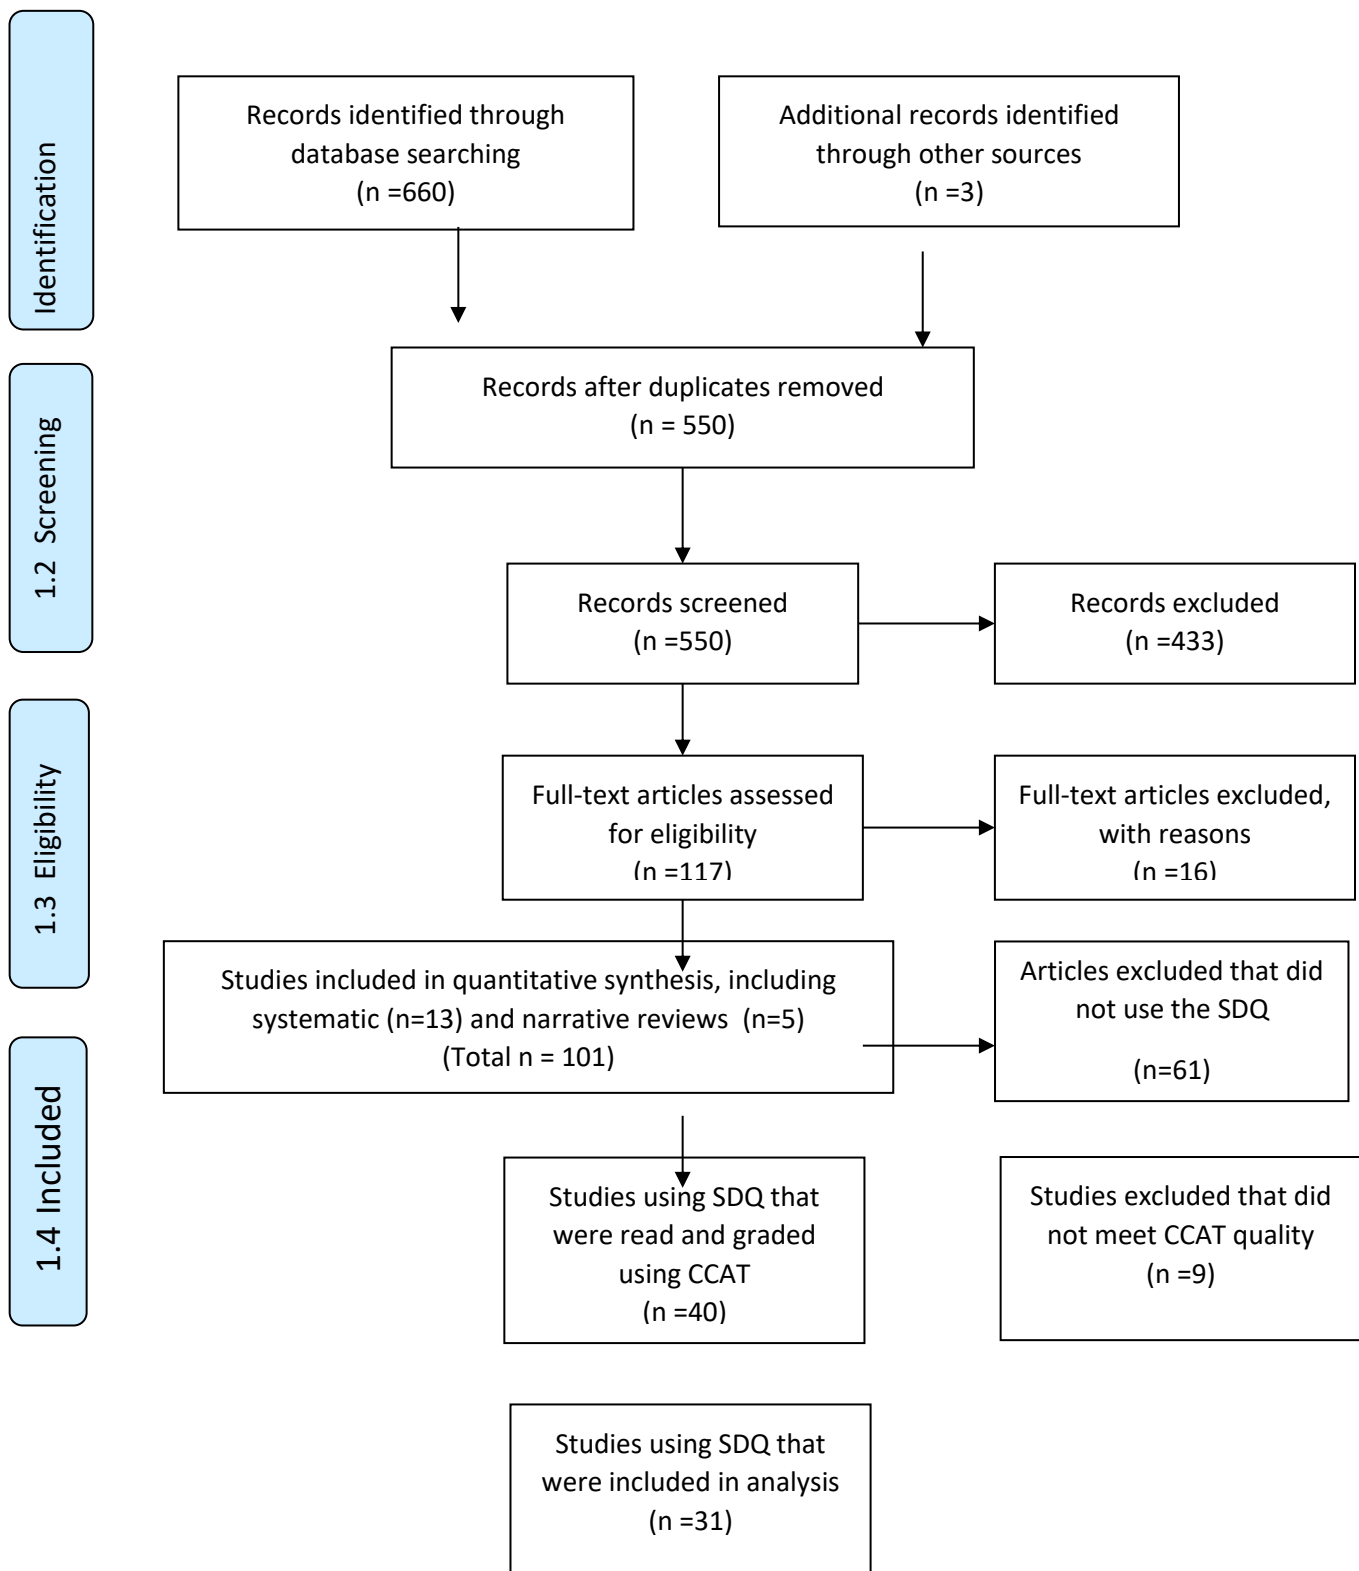 Identification
Records identified through
database searching
(n =660)
Additional records identified
through other sources
(n =3)
Records after duplicates removed
(n = 550)
1.2 Screening
Records screened
(n =550)
Records excluded
(n =433)
1.3 Eligibility
Full-text articles assessed
for eligibility
(n =117)
Full-text articles excluded,
with reasons
(n =16)
Studies included in quantitative synthesis, including
systematic (n=13) and narrative reviews (n=5)
(Total n = 101)
Articles excluded that did
not use the SDQ
(n=61)
1.4 Included
Studies using SDQ that
were read and graded
using CCAT
(n =40)
Studies excluded that did
not meet CCAT quality
(n =9)
Studies using SDQ that
were included in analysis
(n =31)